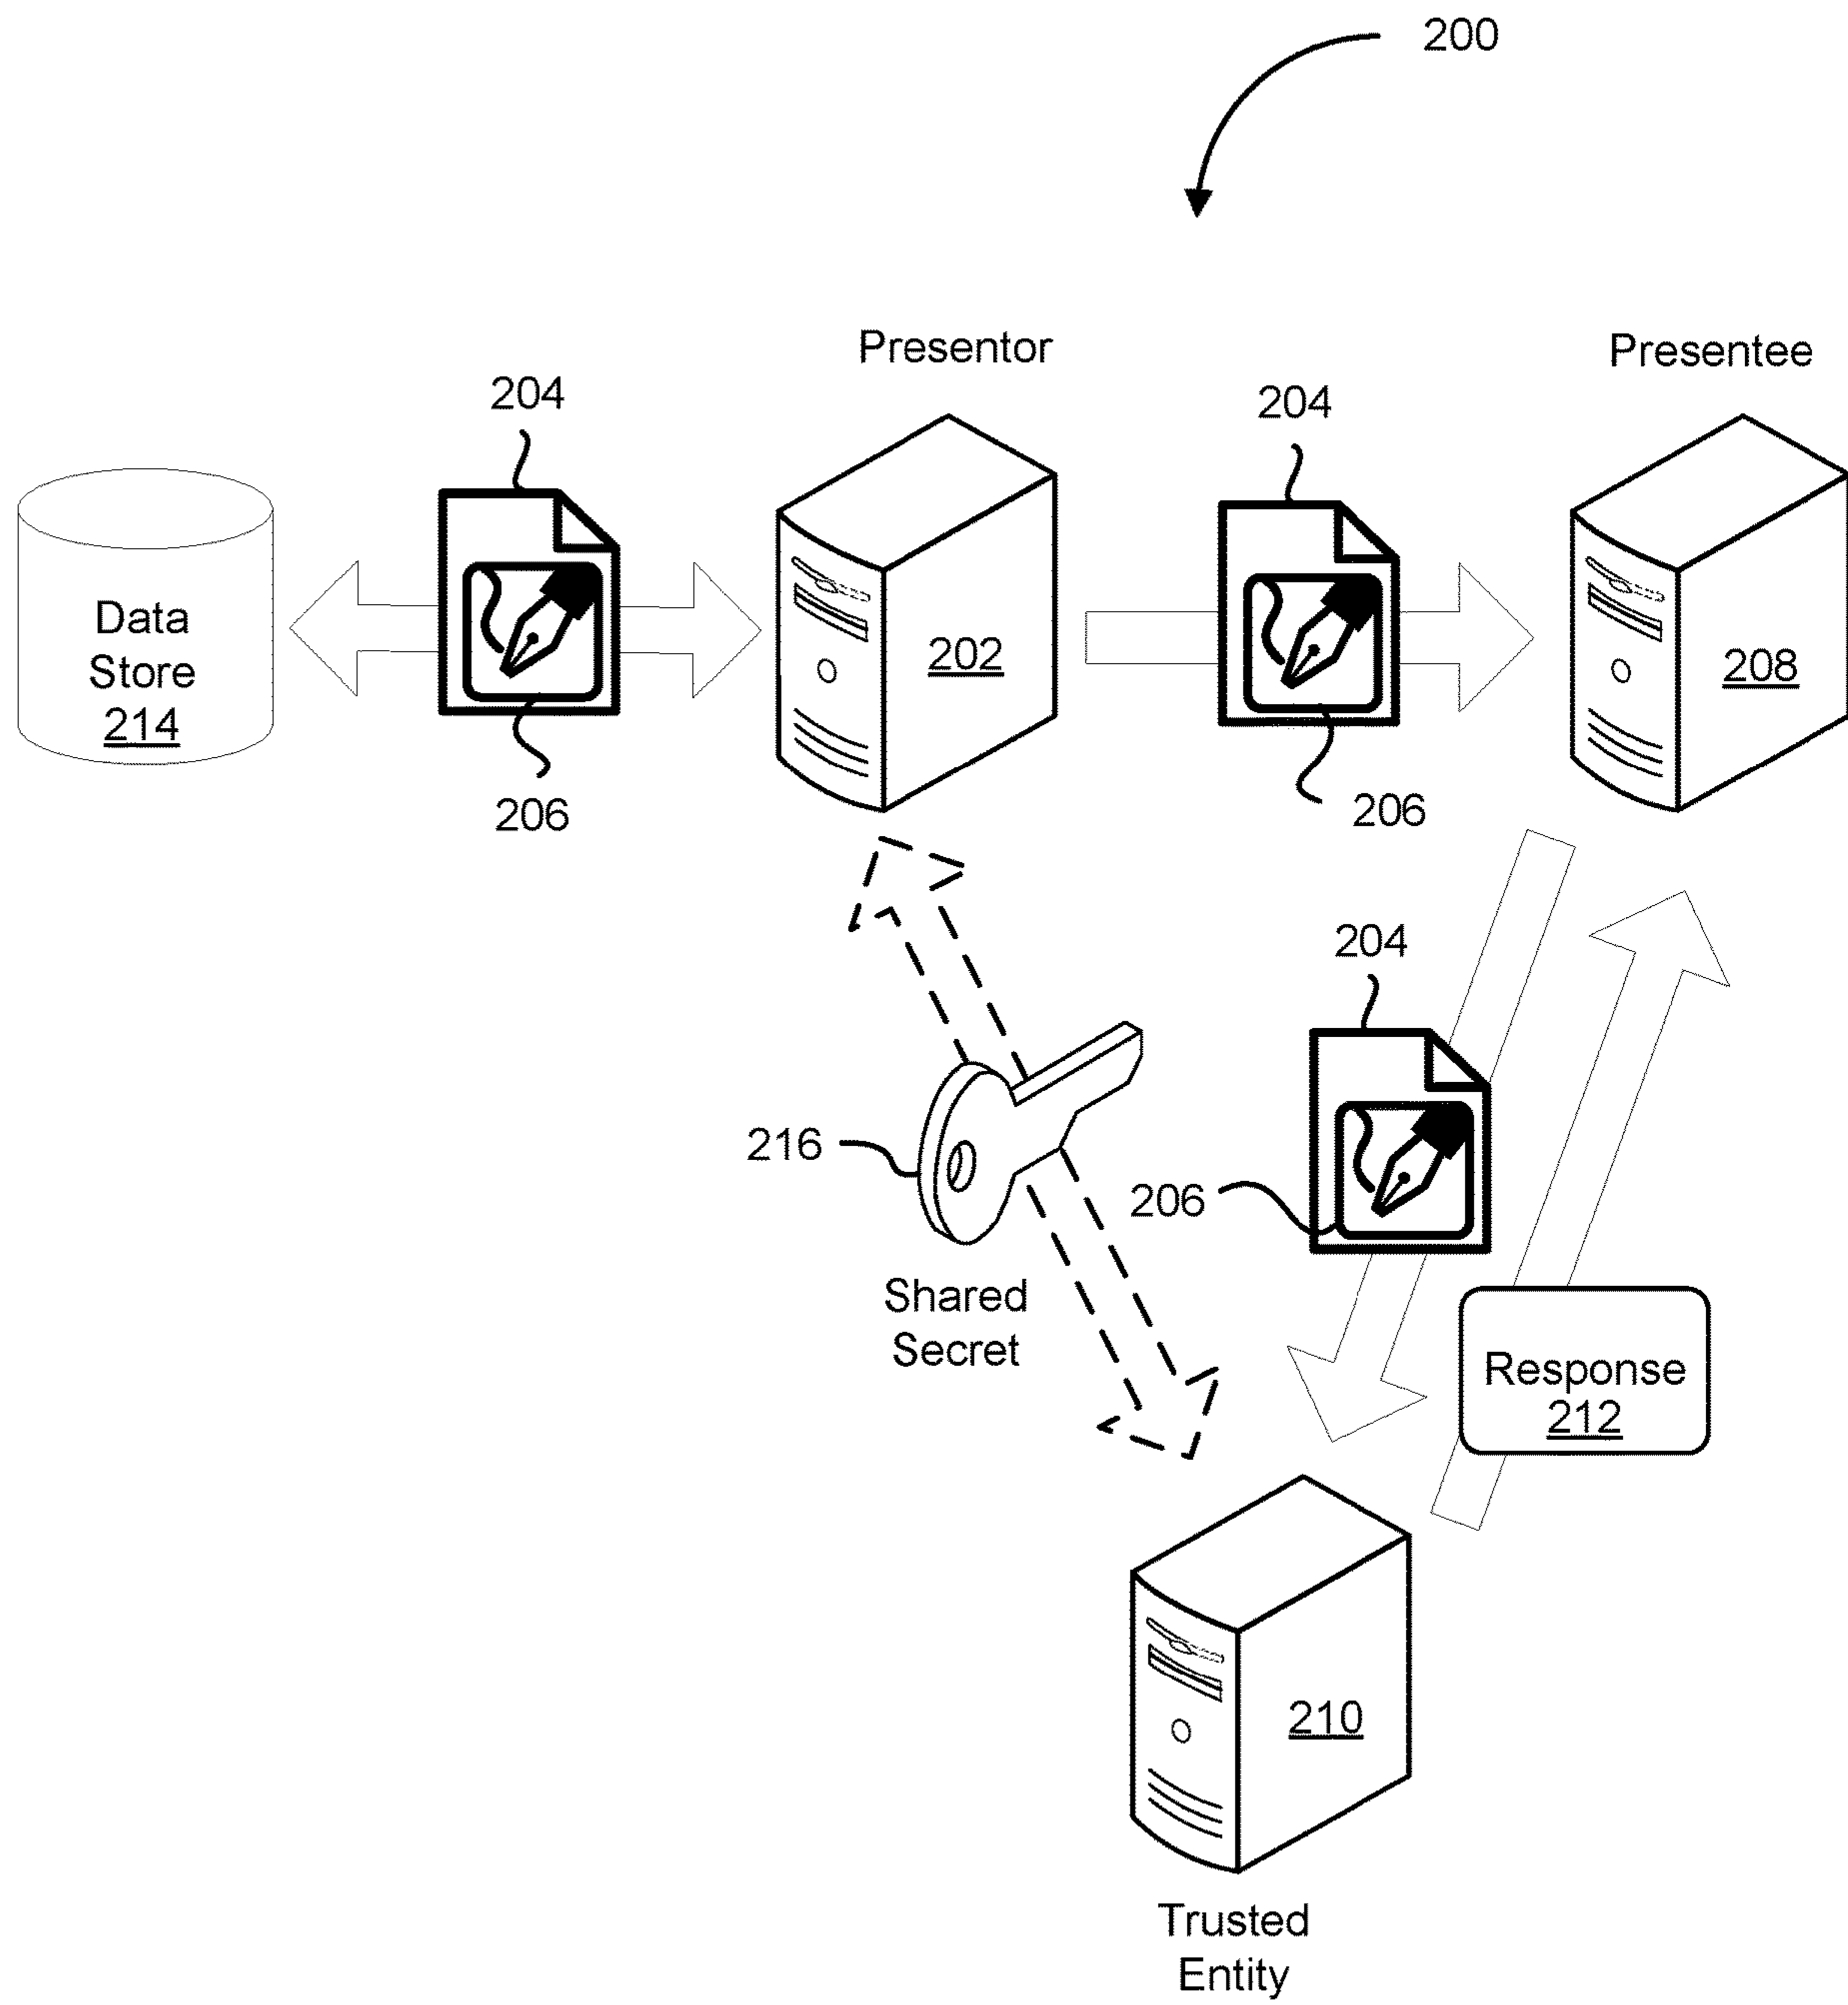 200
Presentor
Presentee
204
204
Data
Store
214
202
208
206
206
204
216
206
Shared
Secret
Response
212
210
Trusted
Entity